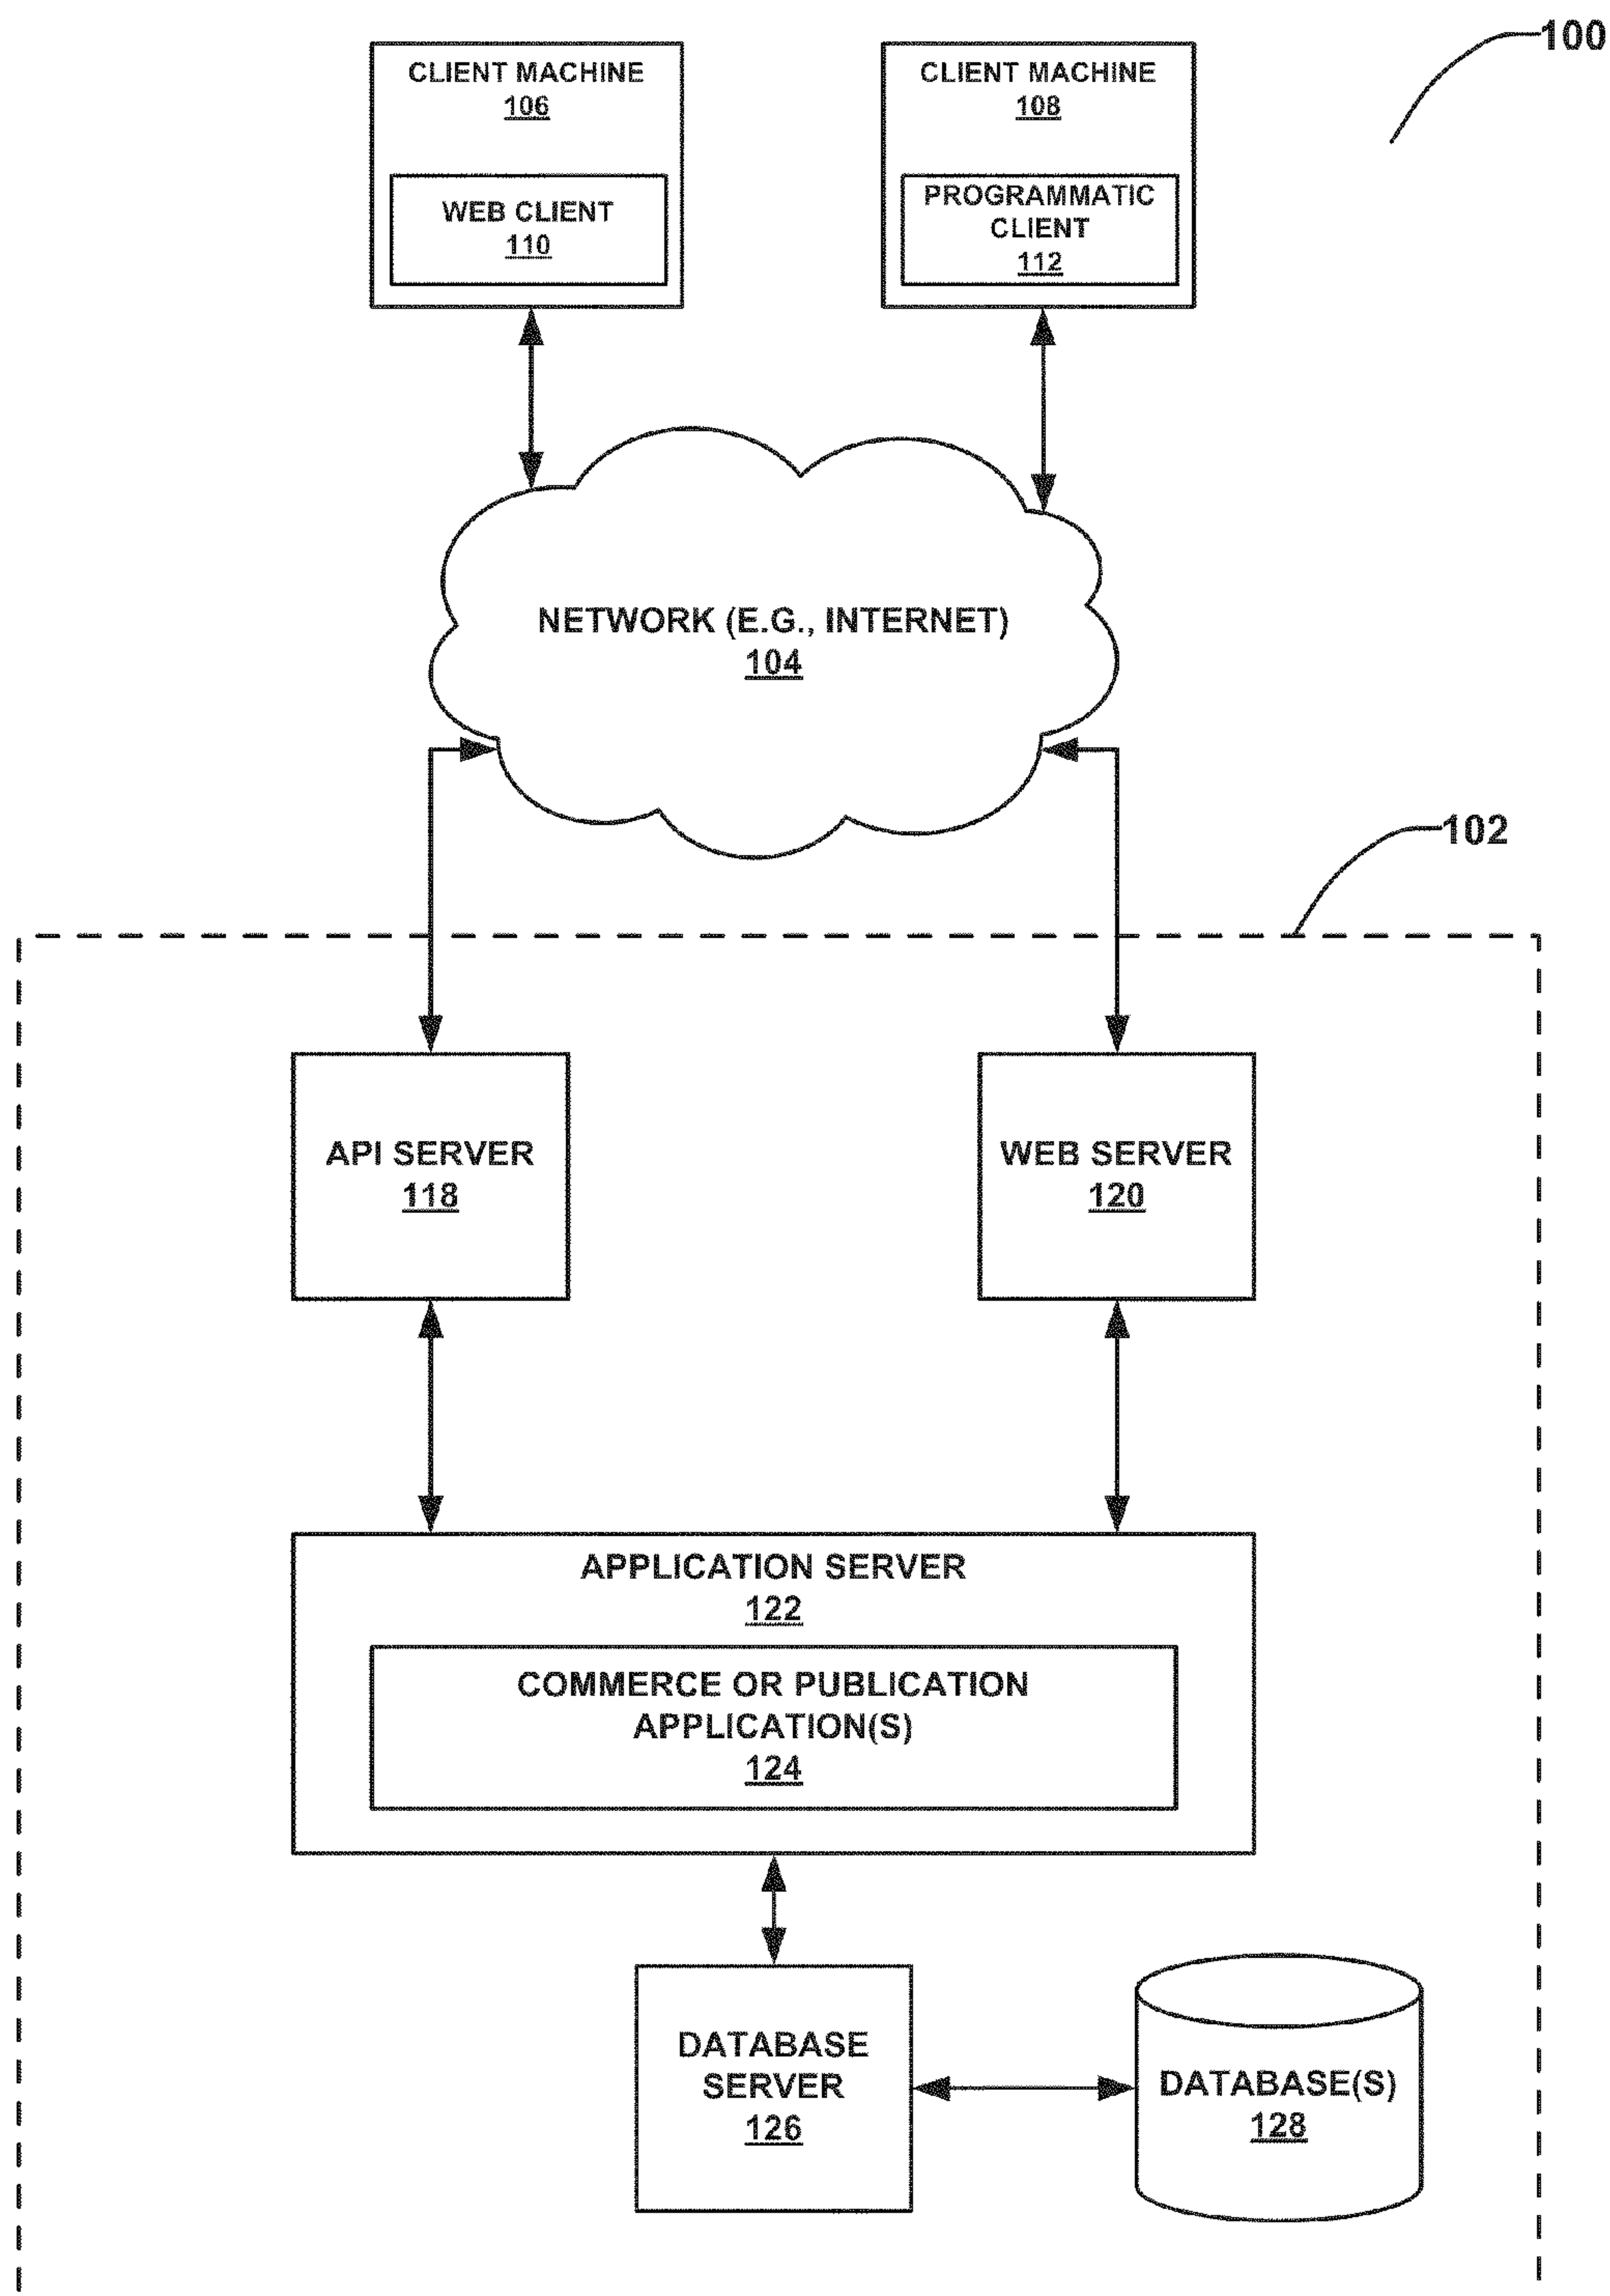 100
CLIENT MACHINE
106
WEB CLIENT
110
CLIENT MACHINE
108
PROGRAMMATIC
CLIENT
112
NETWORK (E.G., INTERNET)
104
102
API SERVER
118
WEB SERVER
120
APPLICATION SERVER
122
COMMERCE OR PUBLICATION
APPLICATION(S)
124
DATABASE
SERVER
126
DATABASE(S)
128